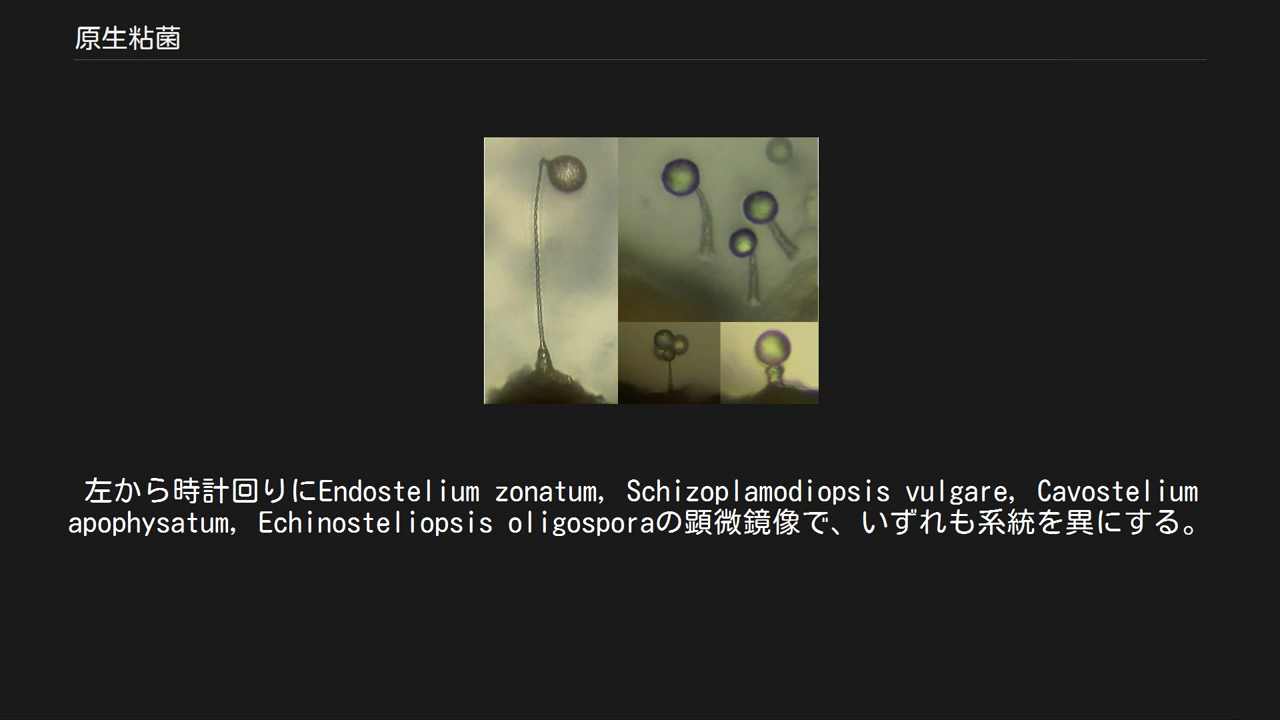 原生粘菌
左から時計回りにEndostelium zonatum, Schizoplamodiopsis vulgare, Cavostelium
apophysatum, Echinosteliopsis oligosporaの顕微鏡像で、いずれも系統を異にする。